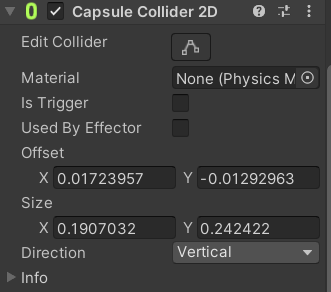 Capsule Collider 2D
Edit Collider
Material None (Physics M
Is Trigger
Used By Effector
Offset
X 0.01723957 Y -0.01292963
Size
X 0.1907032 Y 0.242422
Direction Vertical
Info